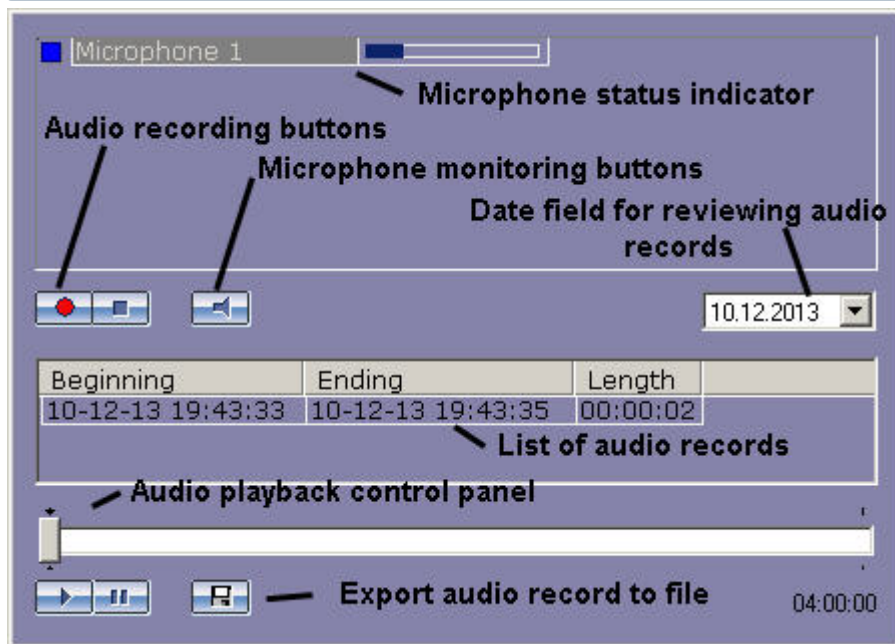 Microphone 1
Microphone status indicator
Audio recording buttons
Microphone monitoring buttons
Date field for reviewing audio
records
10.12.2013
Beginning Ending Length
10-12-13 19:43:33 10-12-13 19:43:35 00:00:02
List of audio records
Audio playback control panel
Export audio record to file
04:00:00